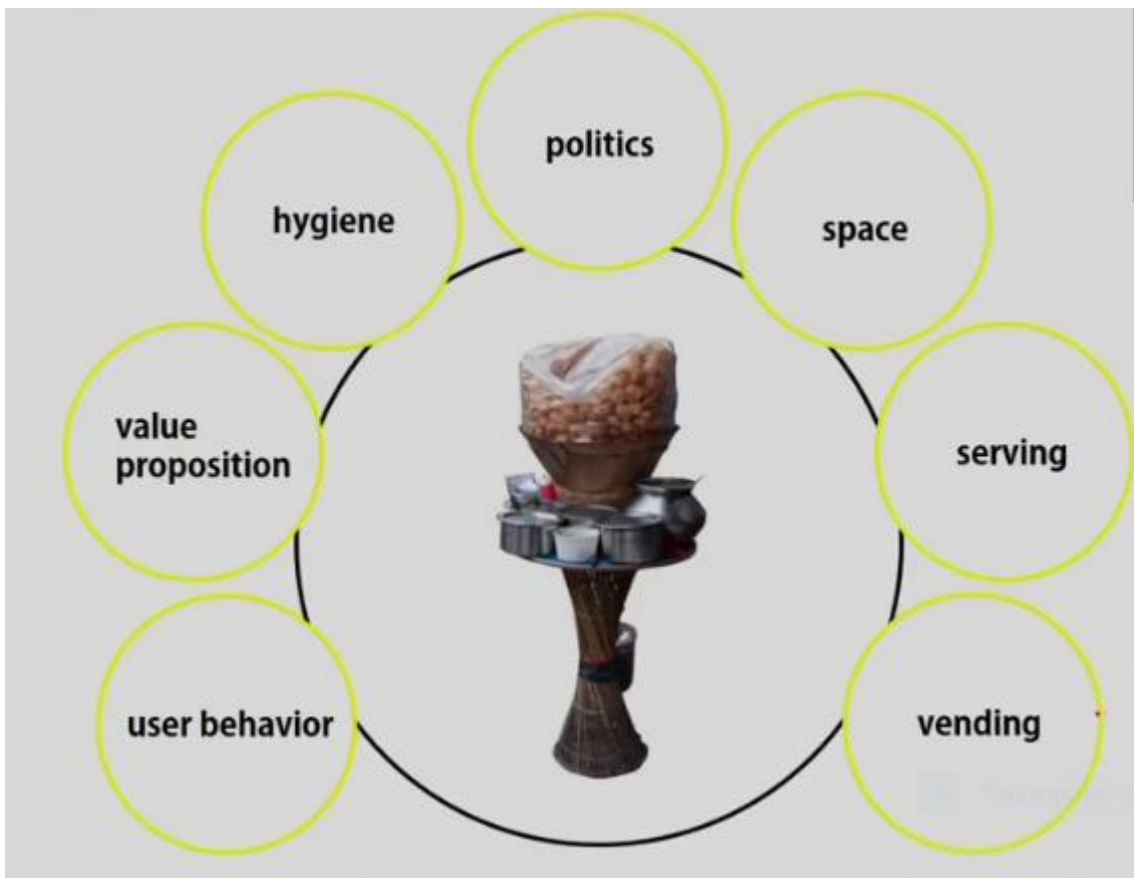 politics
hygiene
space
value
proposition
serving
user behavior
vending